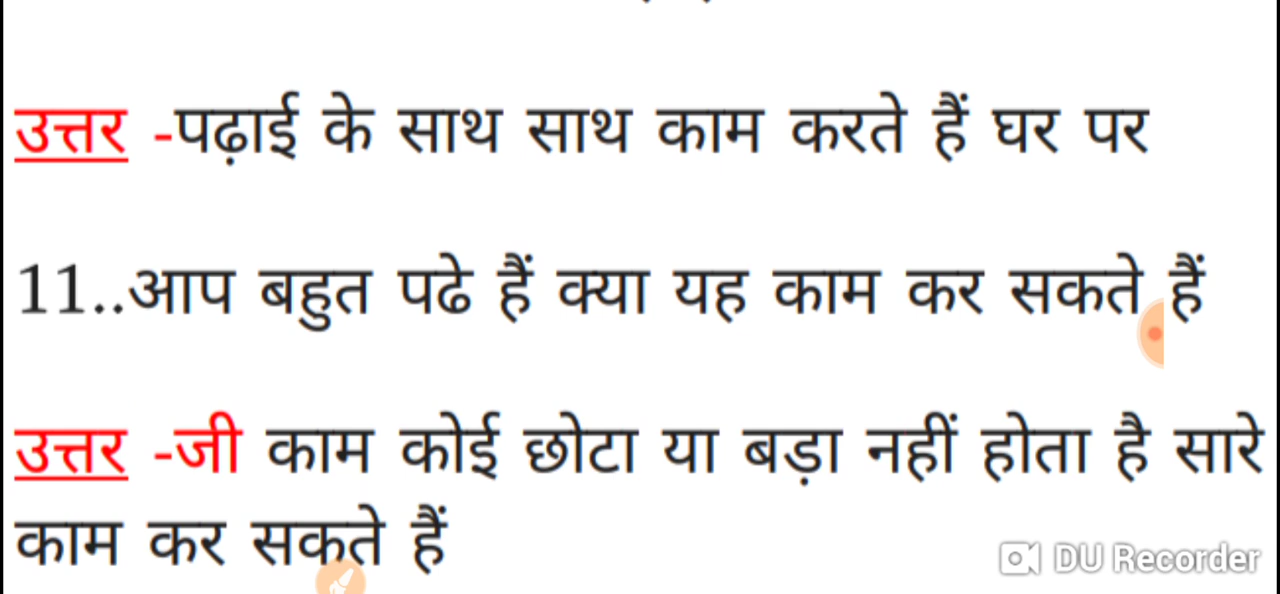 उत्तर -पढ़ाई के साथ साथ काम करते हैं घर पर
11..आप बहुत पढे हैं क्या यह काम कर सकते हैं
उत्तर -जी काम कोई छोटा या बड़ा नहीं होता है सारे
काम कर सकते हैं
DU Recorder